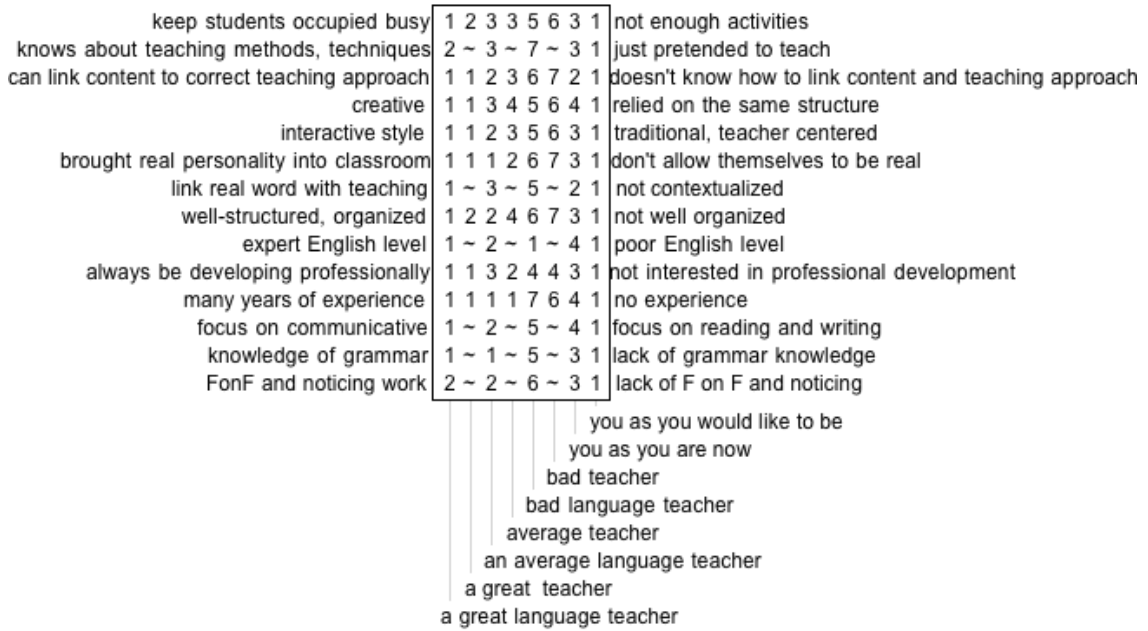 keep students occupied busy 1 2 3 3 5 6 3 1 not enough activities
knows about teaching methods, techniques 2 ~ 3 ~ 7 ~ 3 1 just pretended to teach
can link content to correct teaching approach 1 1 2 3 6 7 2 1 doesn't know how to link content and teaching approach
creative 1 1 3 4 5 6 4 1 relied on the same structure
interactive style 1 1 2 3 5 6 3 1 traditional, teacher centered
brought real personality into classroom 1 1 1 2 6 7 3 1 don't allow themselves to be real
link real word with teaching 1 ~ 3 ~ 5 ~ 2 1 not contextualized
well-structured, organized 1 2 2 4 6 7 3 1 not well organized
expert English level 1 ~ 2 ~ 1 ~ 4 1 poor English level
always be developing professionally 1 1 3 2 4 4 3 1 not interested in professional development
many years of experience 1 1 1 1 7 6 4 1 no experience
focus on communicative 1 ~ 2 ~ 5 ~ 4 1 focus on reading and writing
knowledge of grammar 1 ~ 1 ~ 5 ~ 3 1 lack of grammar knowledge
FonF and noticing work 2 ~ 2 ~ 6 ~ 3 1 lack of F on F and noticing
you as you would like to be
you as you are now
bad teacher
bad language teacher
average teacher
an average language teacher
a great teacher
a great language teacher